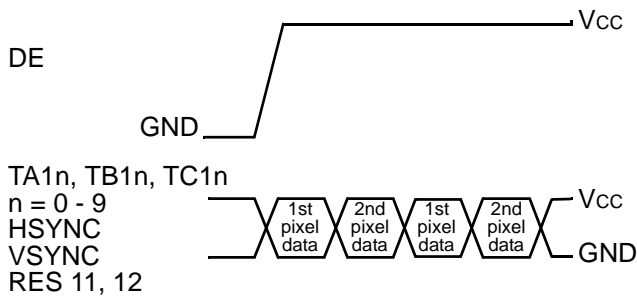 Vcc
DE
GND
TA1n, TB1n, TC1n
n = 0 - 9
HSYNC
VSYNC
RES 11, 12
1st
pixel
data
2nd
pixel
data
1st
pixel
data
2nd
pixel
data
Vcc
GND